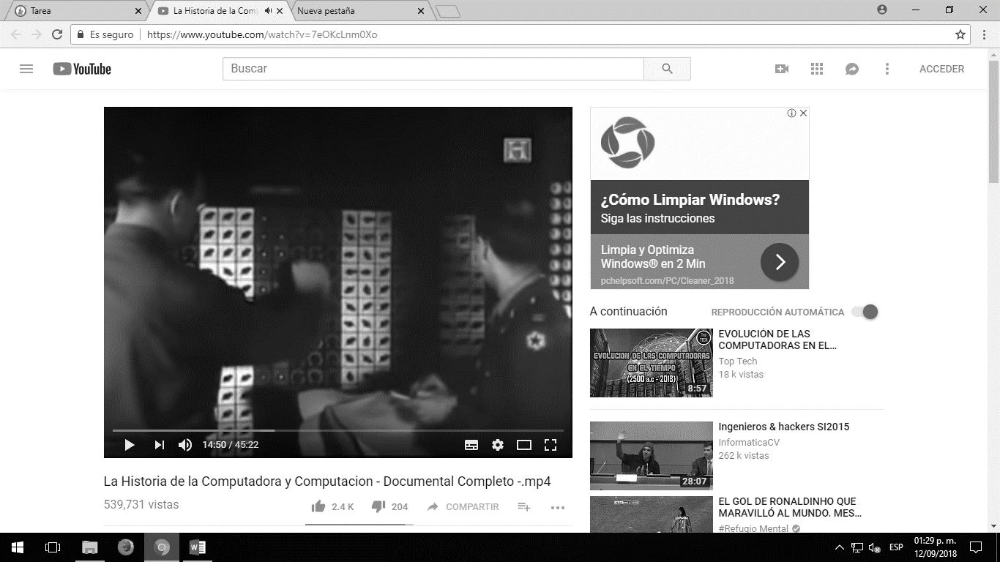 Tarea
La Historia de la Com
Nueva pestaña
Es seguro
https://www.youtube.com/watch?v=7eOKcLnm0Xo
YouTube
Buscar
ACCEDER
H
14:50 / 45:22
La Historia de la Computadora y Computacion - Documental Completo -.mp4
539,731 vistas
2.4 K
204
COMPARTIR
¿Cómo Limpiar Windows?
Siga las instrucciones
Limpia y Optimiza
Windows® en 2 Min
pchelpsoft.com/PC/Cleaner_2018
A continuación
REPRODUCCIÓN AUTOMÁTICA
EVOLUCION DE LAS COMPUTADORAS
EN EL TIEMPO
(2500 a.c - 2018)
Top
TECH
8:57
EVOLUCIÓN DE LAS
COMPUTADORAS EN EL...
Top Tech
18 k vistas
28:07
Ingenieros & hackers SI2015
InformaticaCV
262 k vistas
EL GOL DE RONALDINHO QUE
MARAVILLÓ AL MUNDO. MES...
#Refugio Mental
ESP
01:29 p. m.
12/09/2018